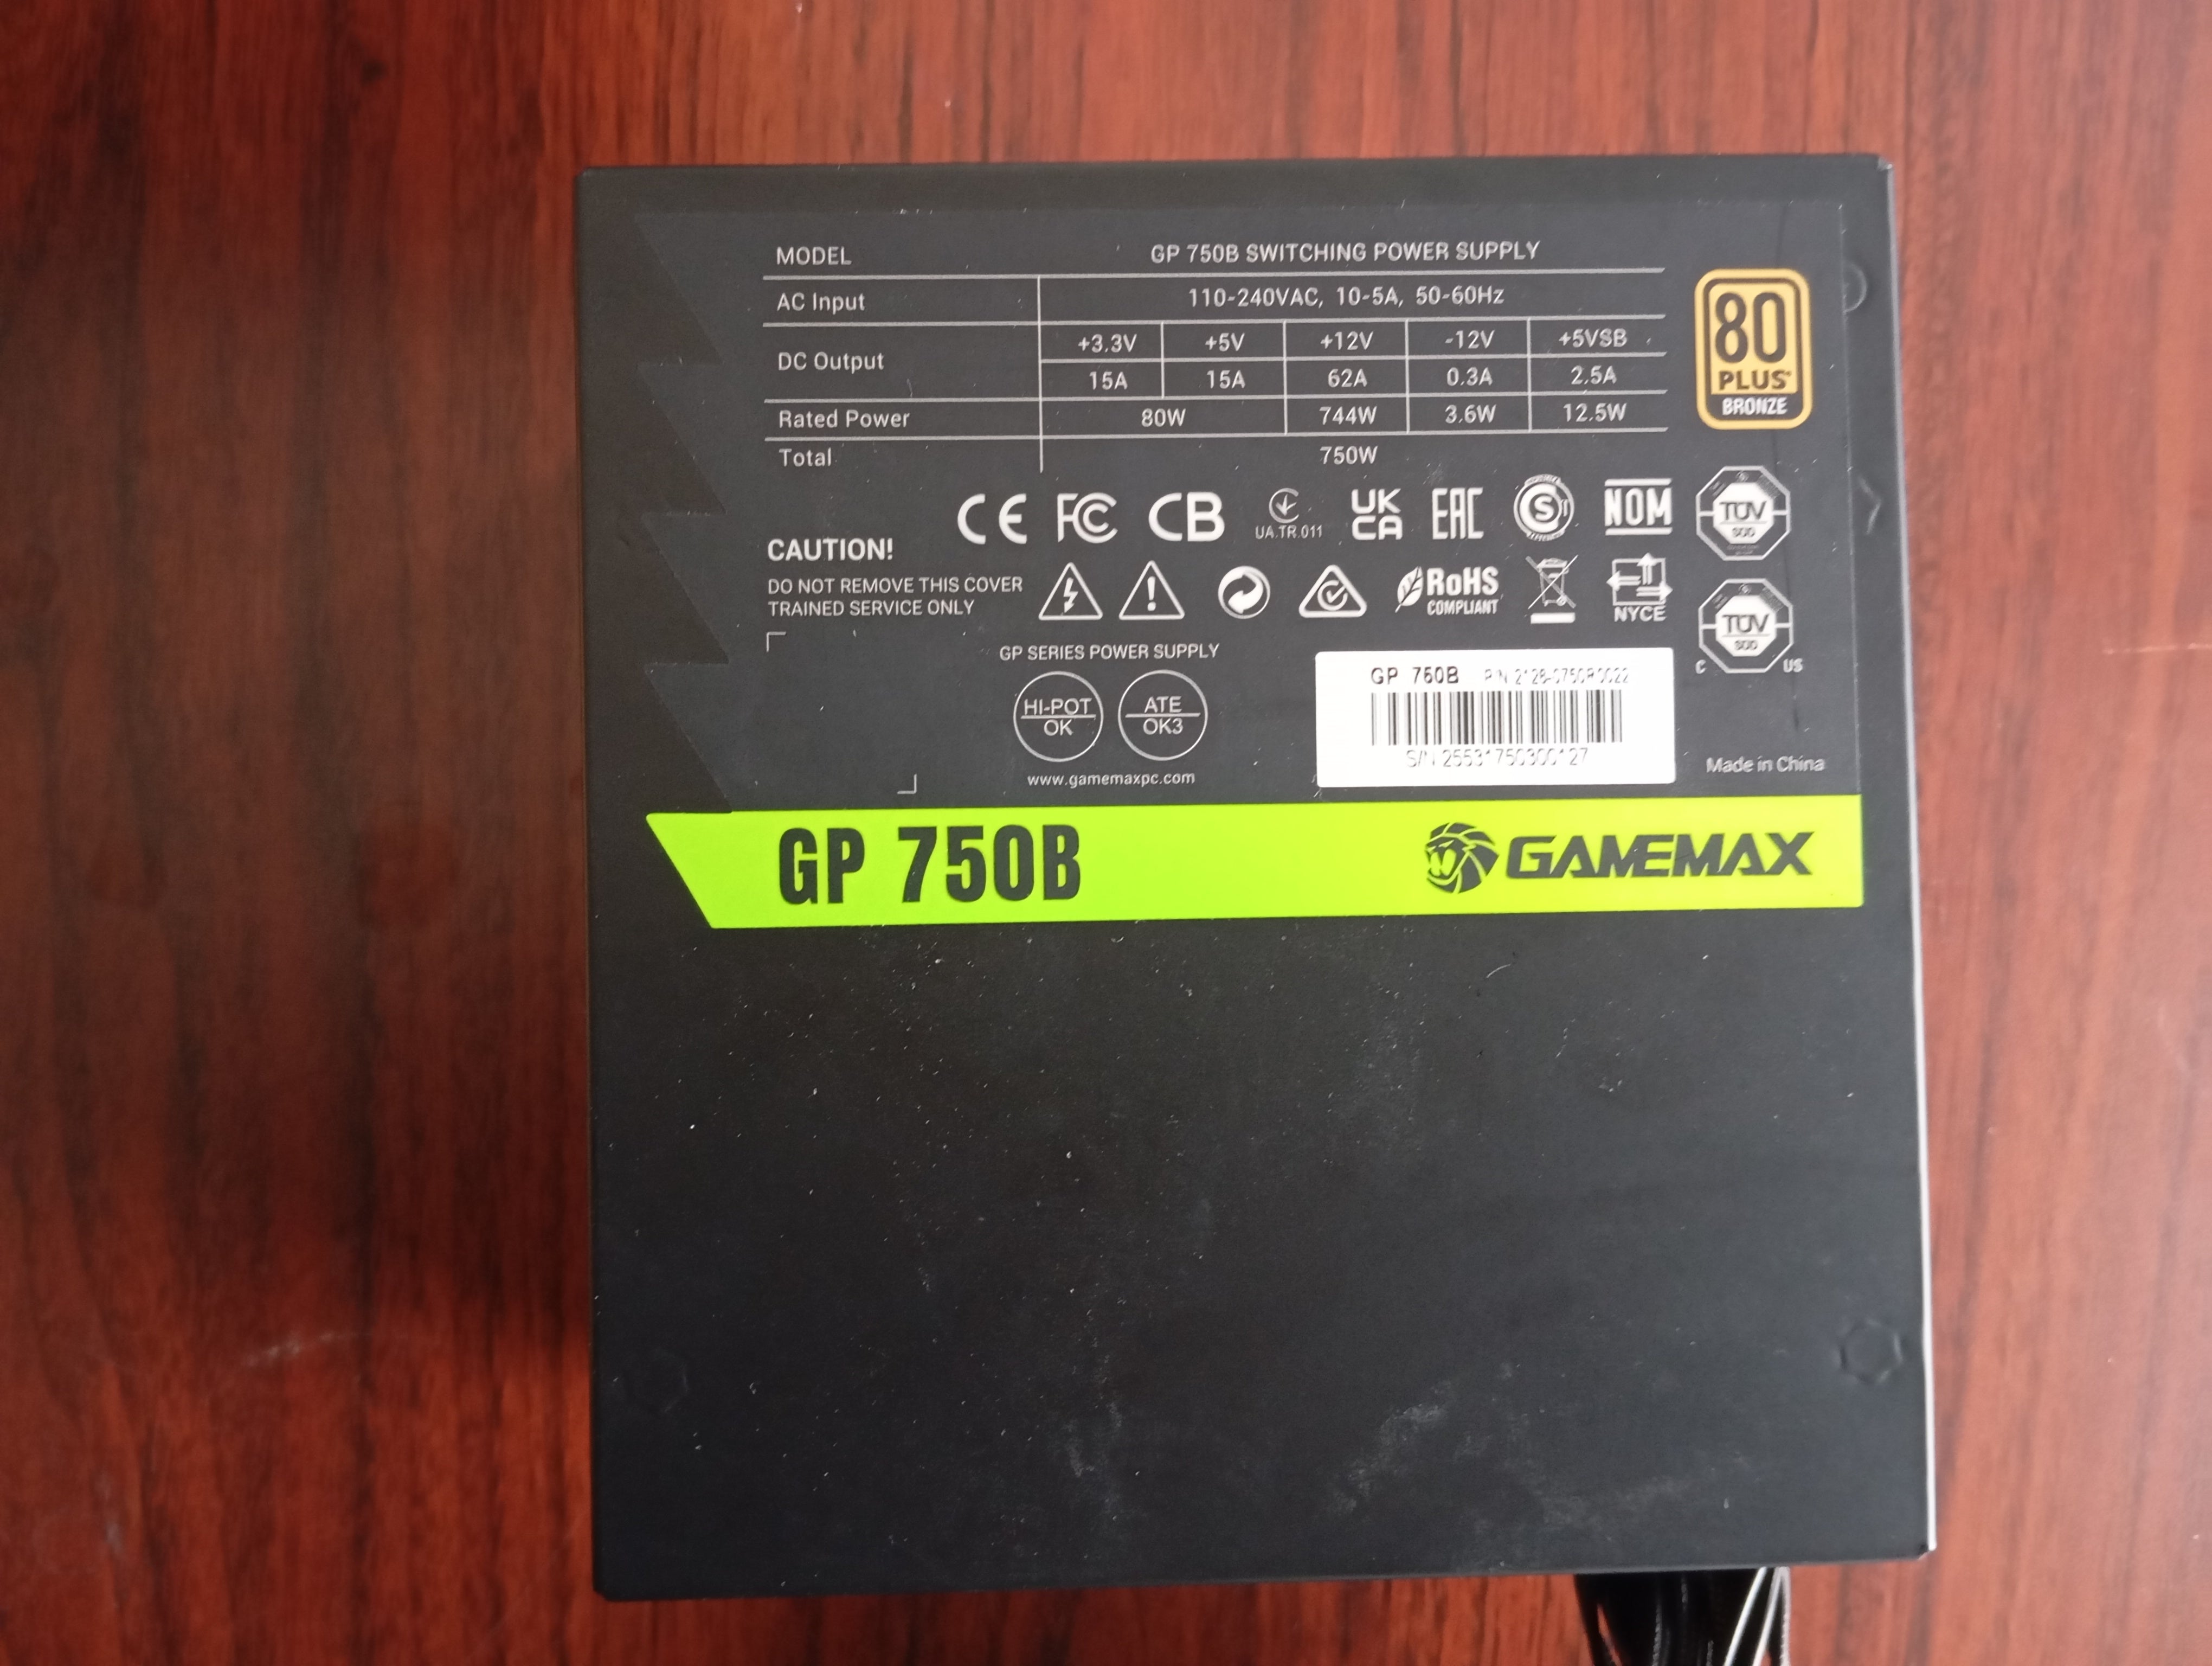 MODEL GP 750B SWITCHING POWER SUPPLY
AC Input 110-240VAC, 10-5A, 50-60Hz
DC Output +3.3V +5V +12V -12V +5VSB
15A 15A 62A 0.3A 2.5A
Rated Power 80W 744W 3.6W 12.5W
Total 750W
80
PLUS
BRONZE
CE FC CB UA.TR.011 UK CA EAC S NOM
TÜV
SÜD
CAUTION!
DO NOT REMOVE THIS COVER
TRAINED SERVICE ONLY
RoHS
COMPLIANT
NYCE
TÜV
SÜD
C US
GP SERIES POWER SUPPLY
HI-POT
OK
ATE
OK3
www.gamemaxpc.com
GP 750B P/N
S/N
Made in China
GP 750B GAMEMAX